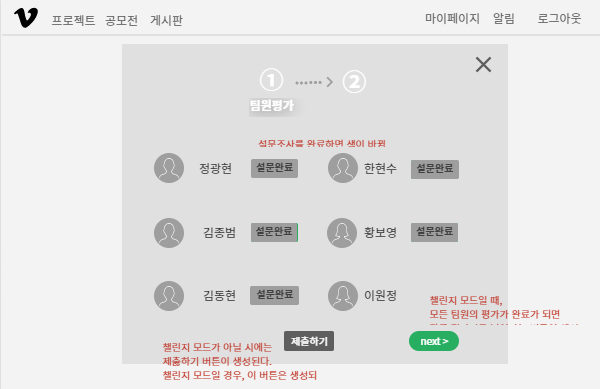 프로젝트 공모전 게시판 마이페이지 알림 로그아웃
① ······ > ②
팀원평가
설문조사를 완료하면 색이 바뀜
정광현 설문완료 한현수 설문완료
김종범 설문완료 황보영 설문완료
김동현 설문완료 이원정
챌린지 모드일 때,
모든 팀원의 평가가 완료가 되면
제출하기 next >
챌린지 모드가 아닐 시에는
제출하기 버튼이 생성된다.
챌린지 모드일 경우, 이 버튼은 생성되